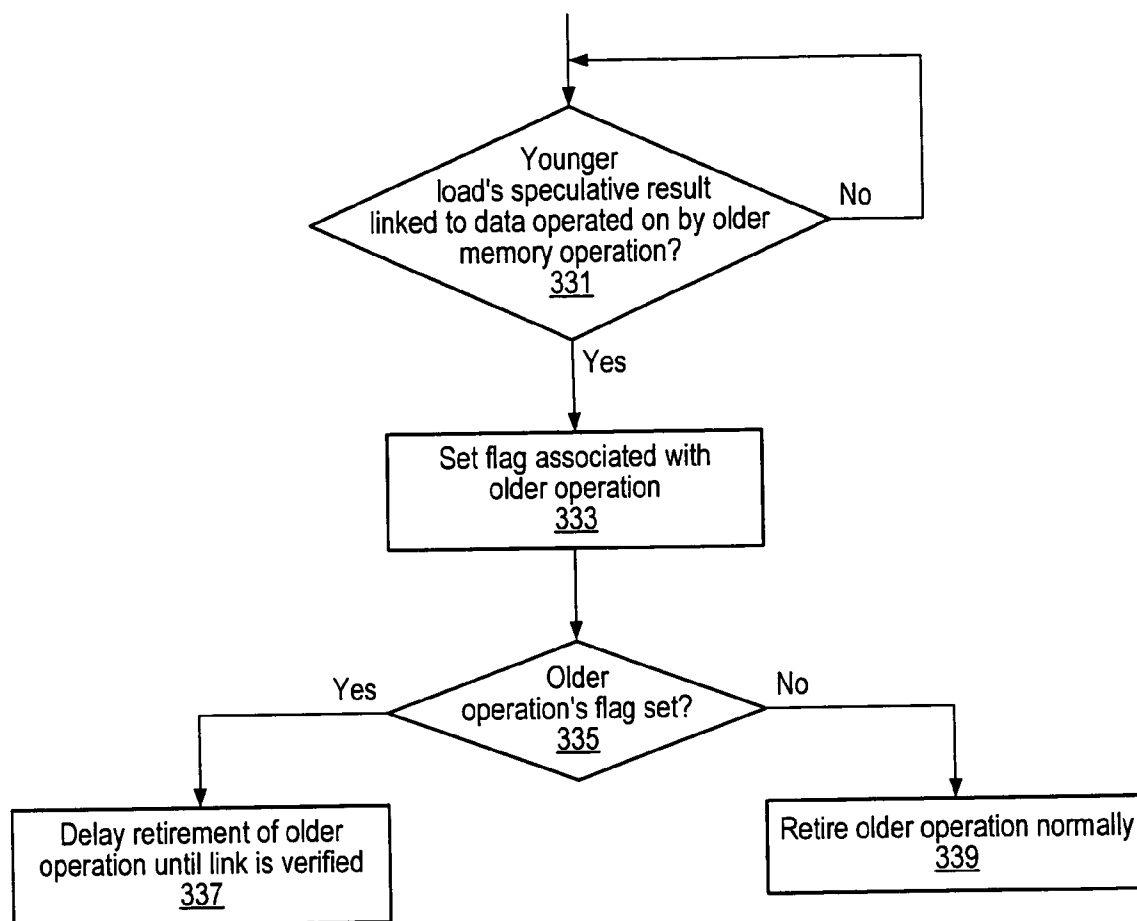 Younger
load's speculative result
linked to data operated on by older
memory operation?
331
No
Yes
Set flag associated with
older operation
333
Yes
Older
operation's flag set?
335
No
Delay retirement of older
operation until link is verified
337
Retire older operation normally
339